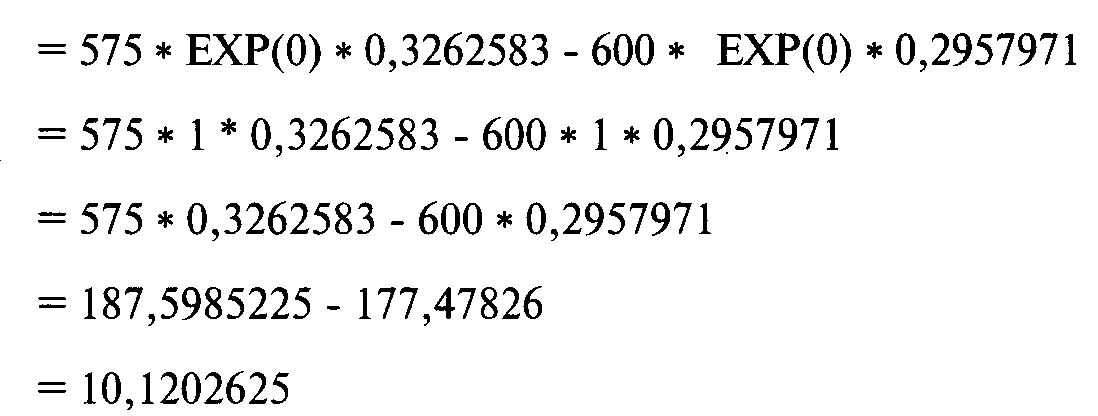 = 575 * EXP(0) * 0,3262583 - 600 * EXP(0) * 0,2957971
= 575 * 1 * 0,3262583 - 600 * 1 * 0,2957971
= 575 * 0,3262583 - 600 * 0,2957971
= 187,5985225 - 177,47826
= 10,1202625